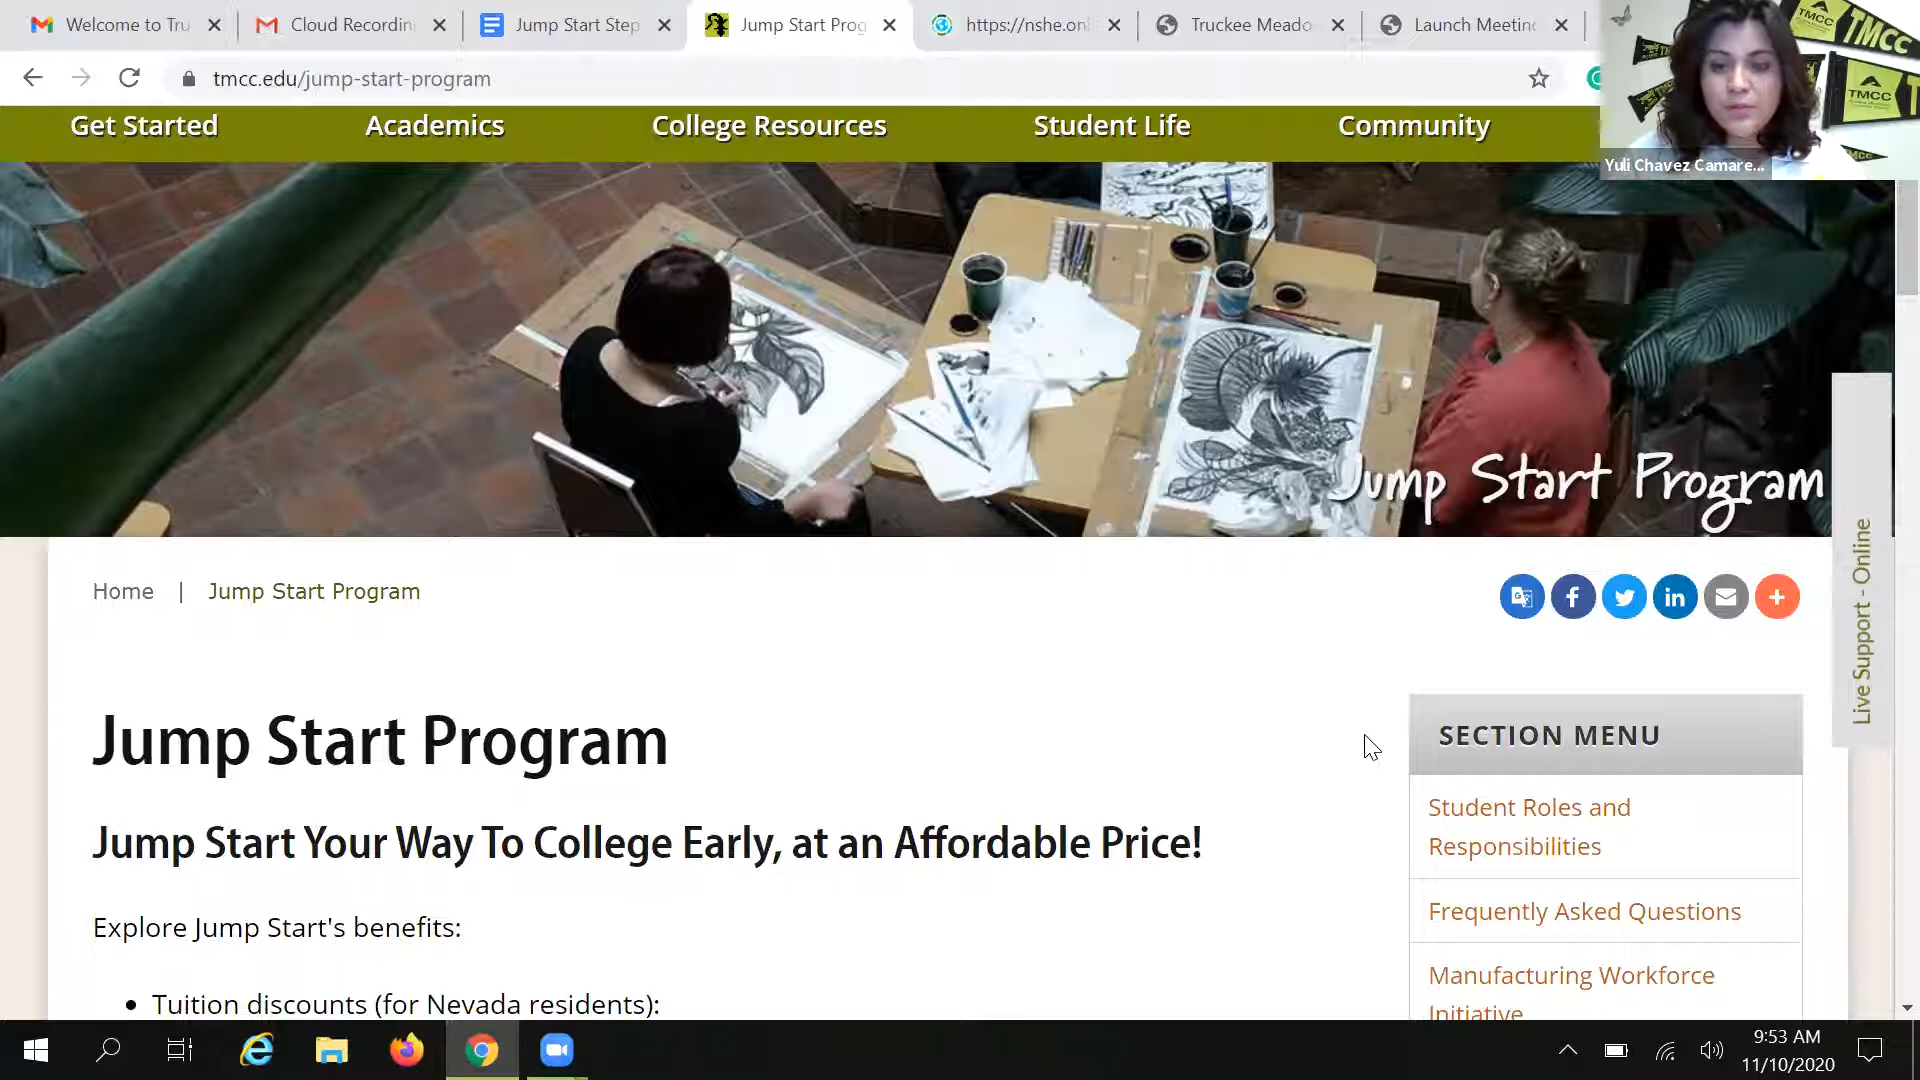 Welcome to Tru
Cloud Recordin
Jump Start Step
Jump Start Prog
https://nshe.onl
Truckee Meado
Launch Meeting
tmcc.edu/jump-start-program
Get Started
Academics
College Resources
Student Life
Community
TMCC
TMCC
Yuli Chavez Camare...
Jump Start Program
Home | Jump Start Program
Live Support - Online
Jump Start Program
Jump Start Your Way To College Early, at an Affordable Price!
Explore Jump Start's benefits:
• Tuition discounts (for Nevada residents):
SECTION MENU
Student Roles and
Responsibilities
Frequently Asked Questions
Manufacturing Workforce
Initiative
9:53 AM
11/10/2020